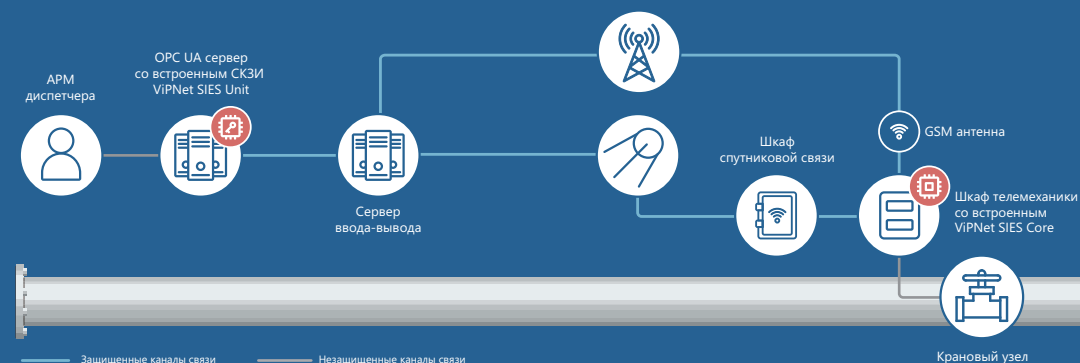 АРМ
диспетчера
OPC UA сервер
со встроенным СКЗИ
ViPNet SIES Unit
Сервер
ввода-вывода
Шкаф
спутниковой связи
GSM антенна
Шкаф телемеханики
со встроенным
ViPNet SIES Core
Крановый узел
Защищенные каналы связи
Незащищенные каналы связи